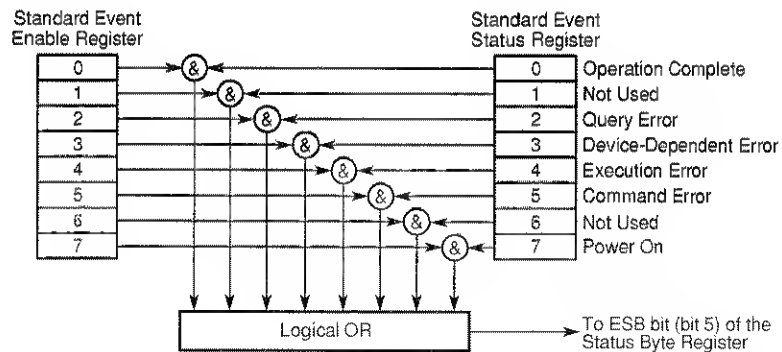 Standard Event
Enable Register
Standard Event
Status Register
0 & 0 Operation Complete
1 & 1 Not Used
2 & 2 Query Error
3 & 3 Device-Dependent Error
4 & 4 Execution Error
5 & 5 Command Error
6 & 6 Not Used
7 & 7 Power On
Logical OR
To ESB bit (bit 5) of the
Status Byte Register